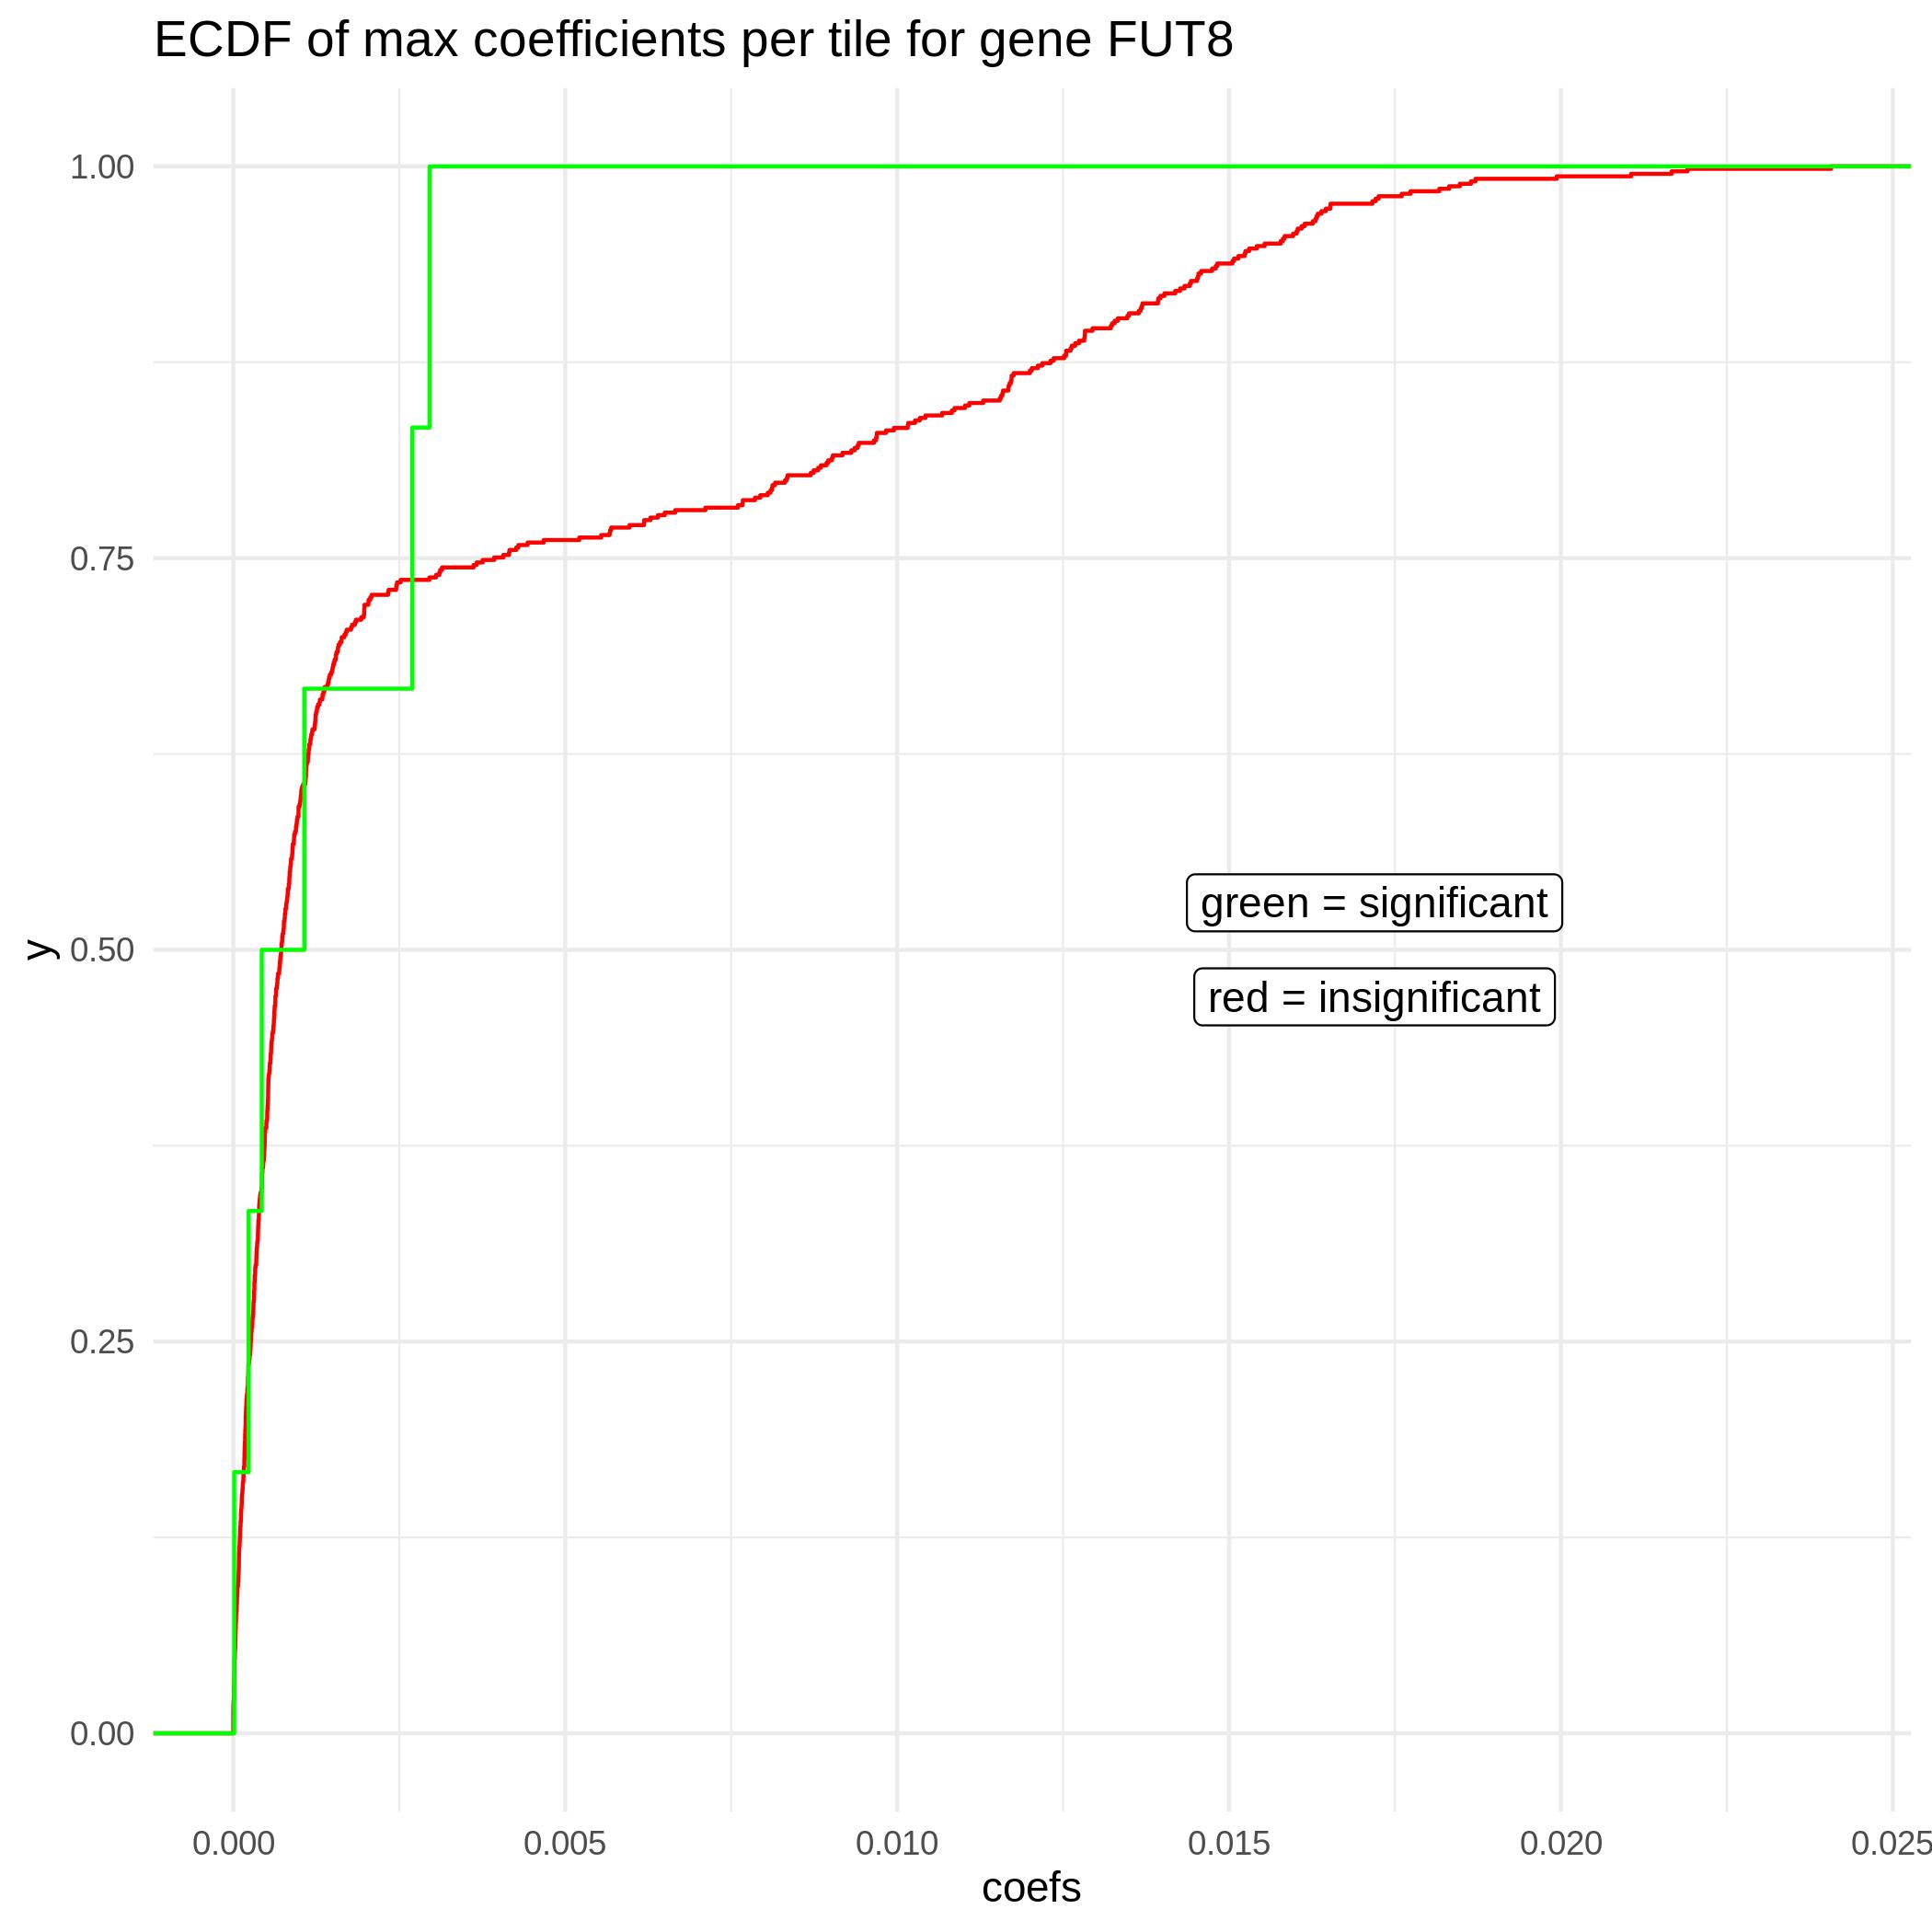 ECDF of max coefficients per tile for gene FUT8
1.00
0.75
0.50
0.25
0.00
y
green = significant
red = insignificant
0.000 0.005 0.010 0.015 0.020 0.025
coefs